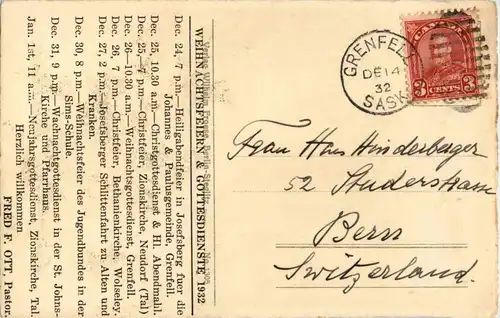 WEIHNACHTSFEIERN & GOTTESDIENSTE 1932
Dec. 24, 7 p.m.—Heiligabendfeier in Josefsberg fuer die
Johannes & Paulusgemeinde, Grenfell.
Dec. 25, 10.30 a.m.—Christgottesdienst & Hl. Abendmahl.
Dec. 25,—7 p.m.—Christfeier, Zionskirche, Neudorf (Tal)
Dec. 26—10.30 a.m.—Weihnachtsgottesdienst, Grenfell.
Dec. 26, 7 p.m.—Christfeier, Bethanienkirche, Wolseley.
Dec. 27, 2 p.m.—Josefsberger Schlittenfahrt zu Alten und
Kranken.
Dec. 30, 8 p.m.—Weihnachtsfeier des Jugendbundes in der
Sims-Schule.
Dec. 31, 9 p.m.—Wachnachtgottesdienst in der St. Johns-
Kirche und Pfarrhaus.
Jan. 1st, 11 a.m.—Neujahrsgottesdienst, Zionskirche, Tal.
Herzlich willkommen
FRED F. OTT, Pastor.
GRENFELL
DE 14
32
SASK
CANADA
3 CENTS 3
Frau Hans Hindenberger
52 Studerstrasse
Bern
Switzerland.